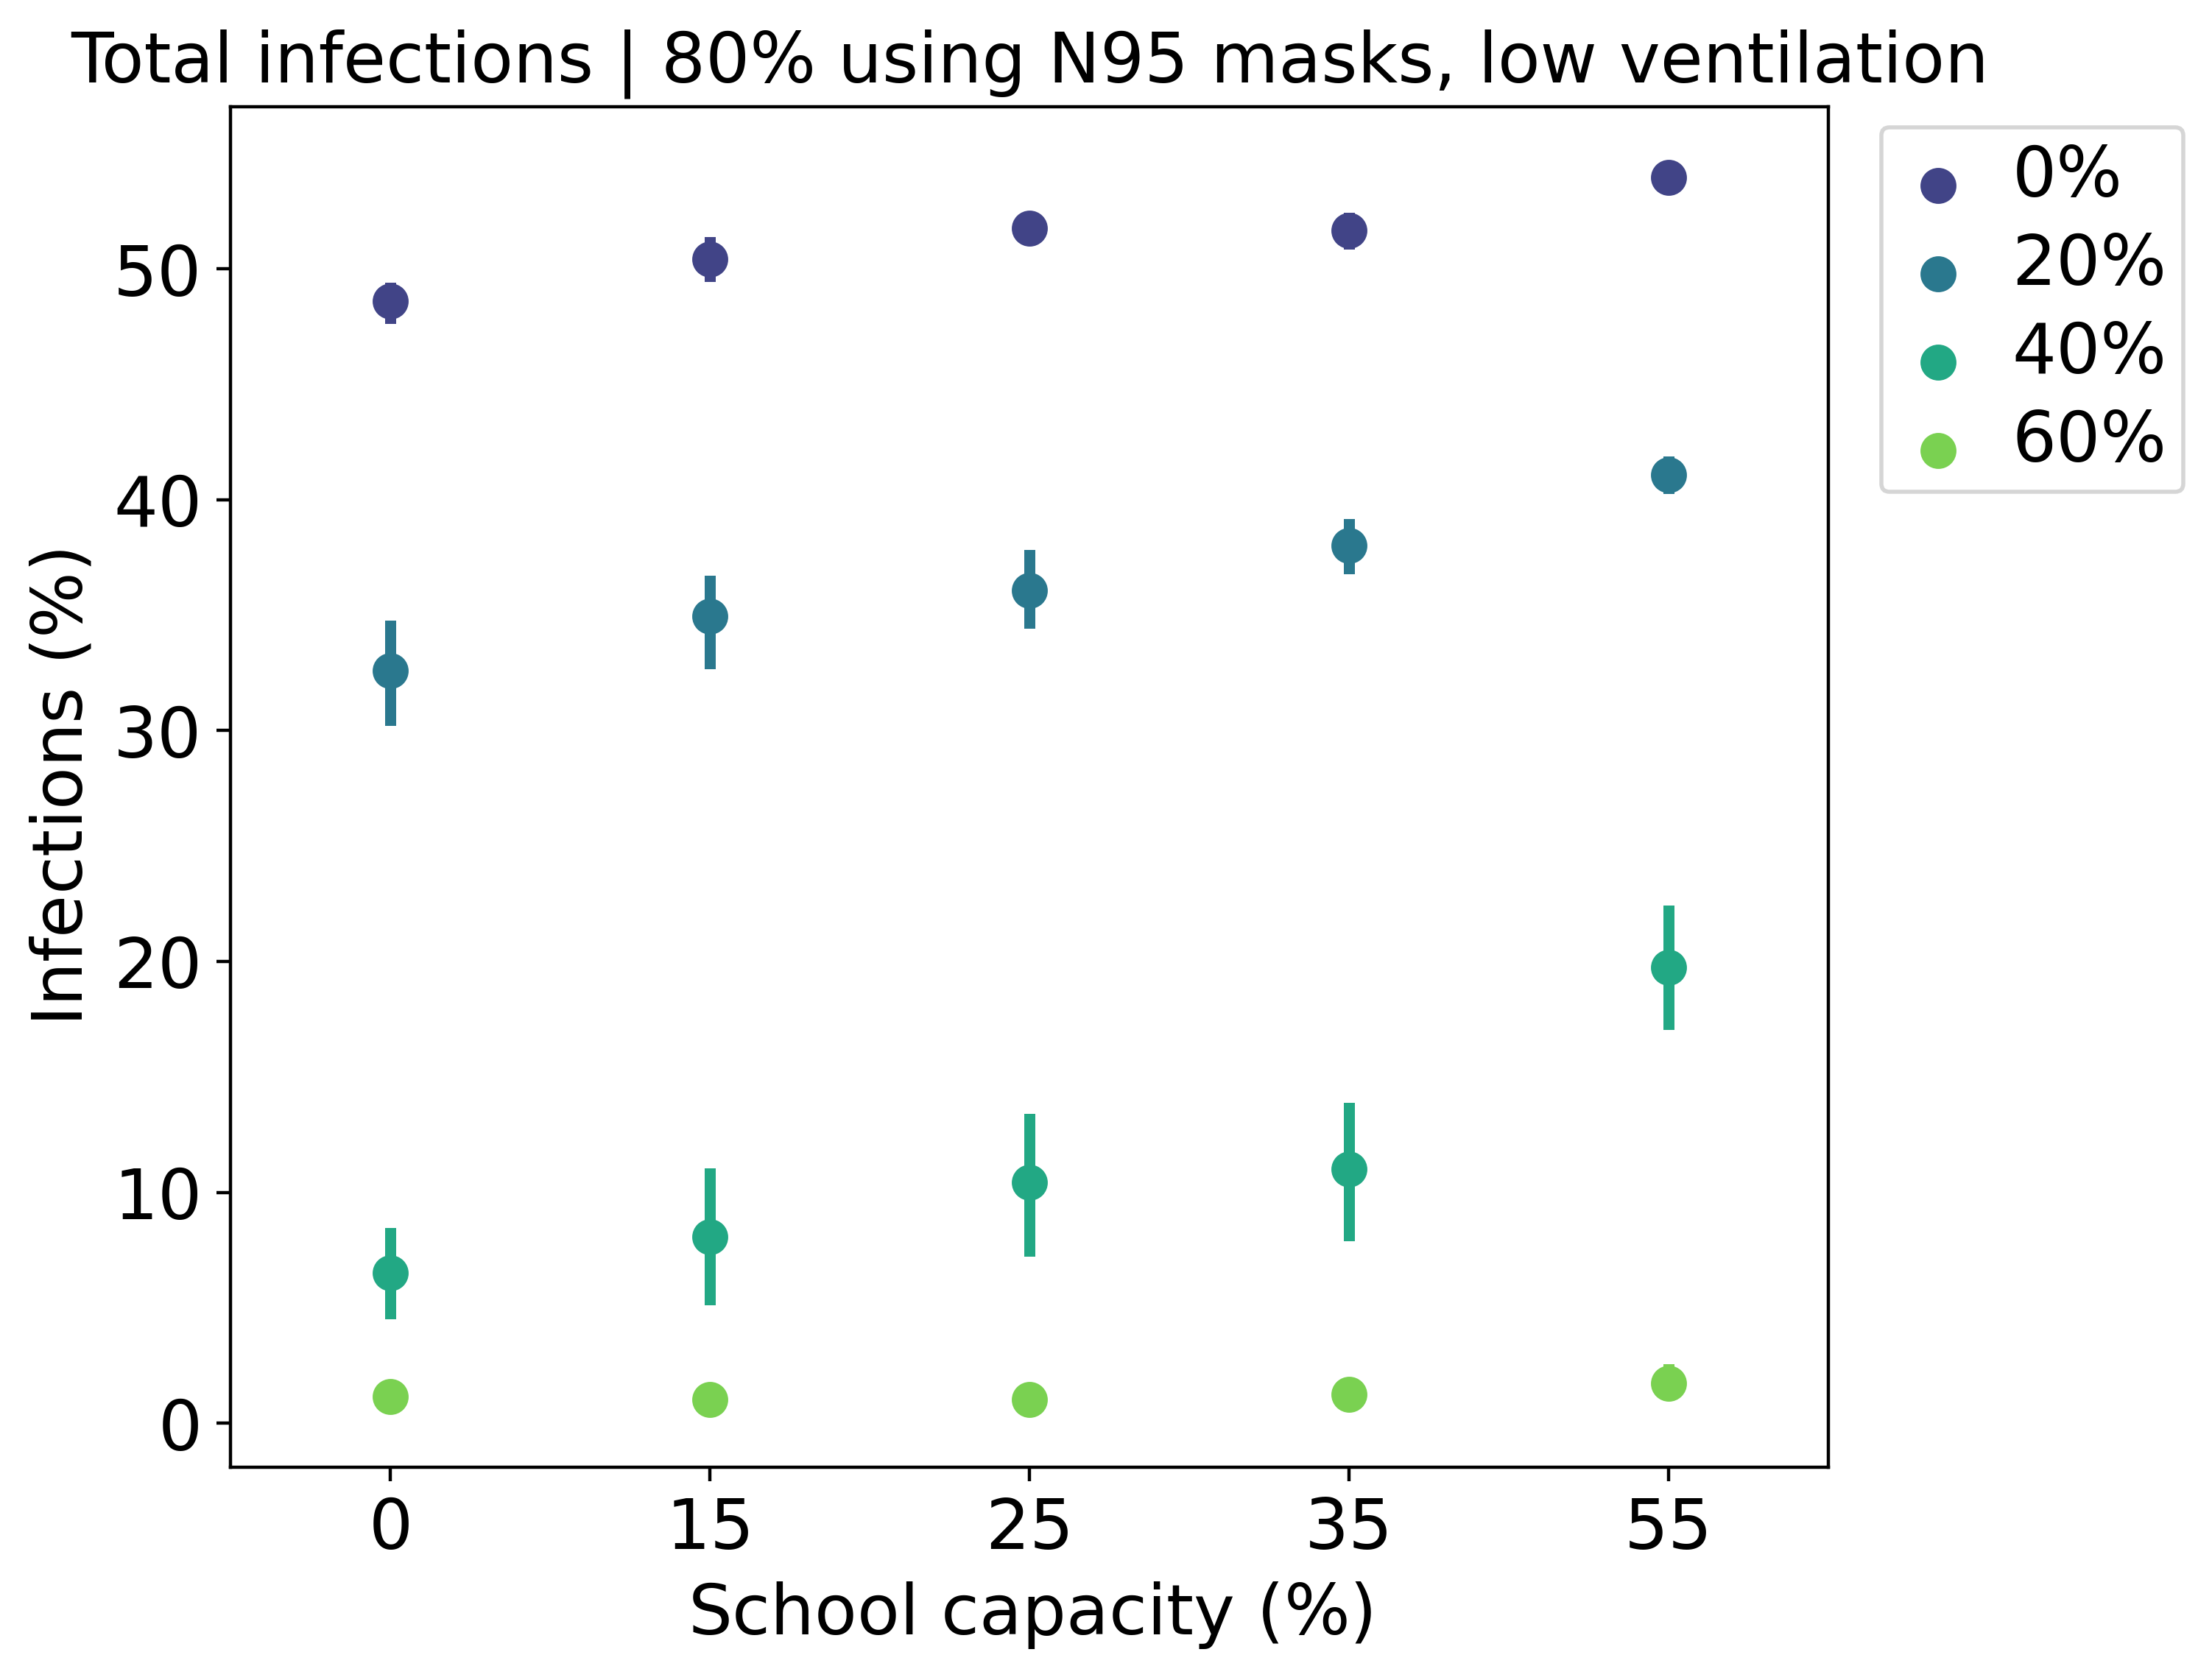 Total infections | 80% using N95 masks, low ventilation
0%
20%
40%
60%
Infections (%)
50
40
30
20
10
0
0 15 25 35 55
School capacity (%)